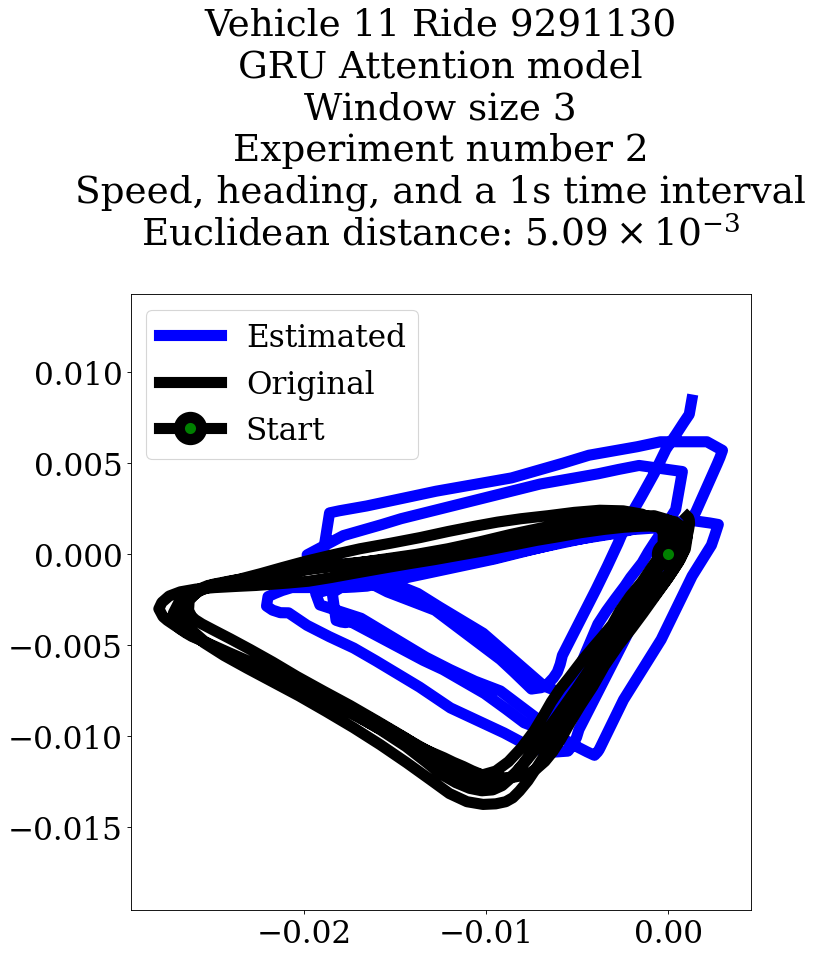 Vehicle 11 Ride 9291130
GRU Attention model
Window size 3
Experiment number 2
Speed, heading, and a 1s time interval
Euclidean distance: 5.09 × 10⁻³
Estimated
Original
Start
0.010
0.005
0.000
−0.005
−0.010
−0.015
−0.02
−0.01
0.00